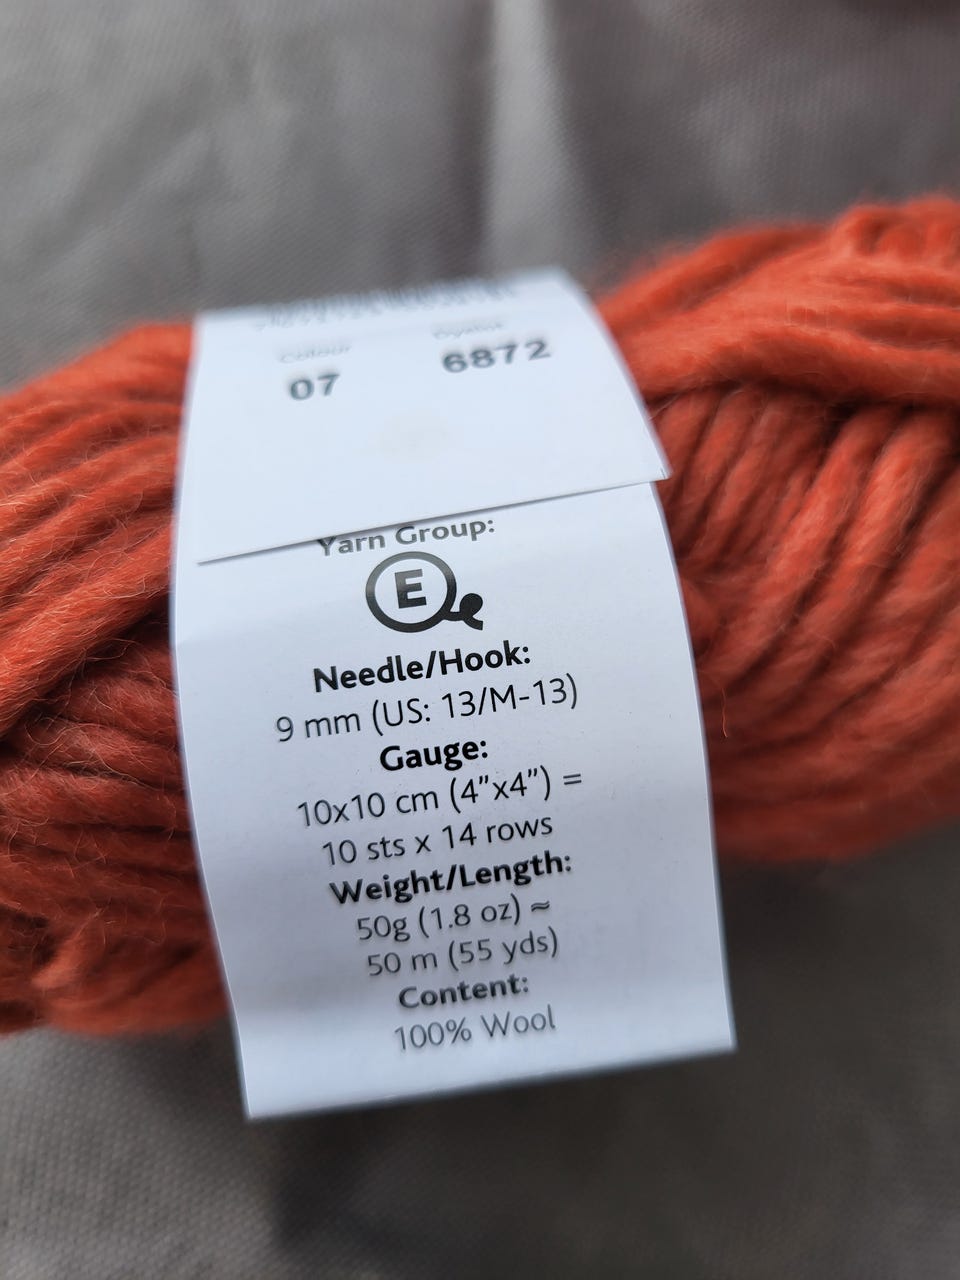 Colour Dyelot
07 6872
Yarn Group:
E
Needle/Hook:
9 mm (US: 13/M-13)
Gauge:
10x10 cm (4”x4”) =
10 sts x 14 rows
Weight/Length:
50g (1.8 oz) ≈
50 m (55 yds)
Content:
100% Wool